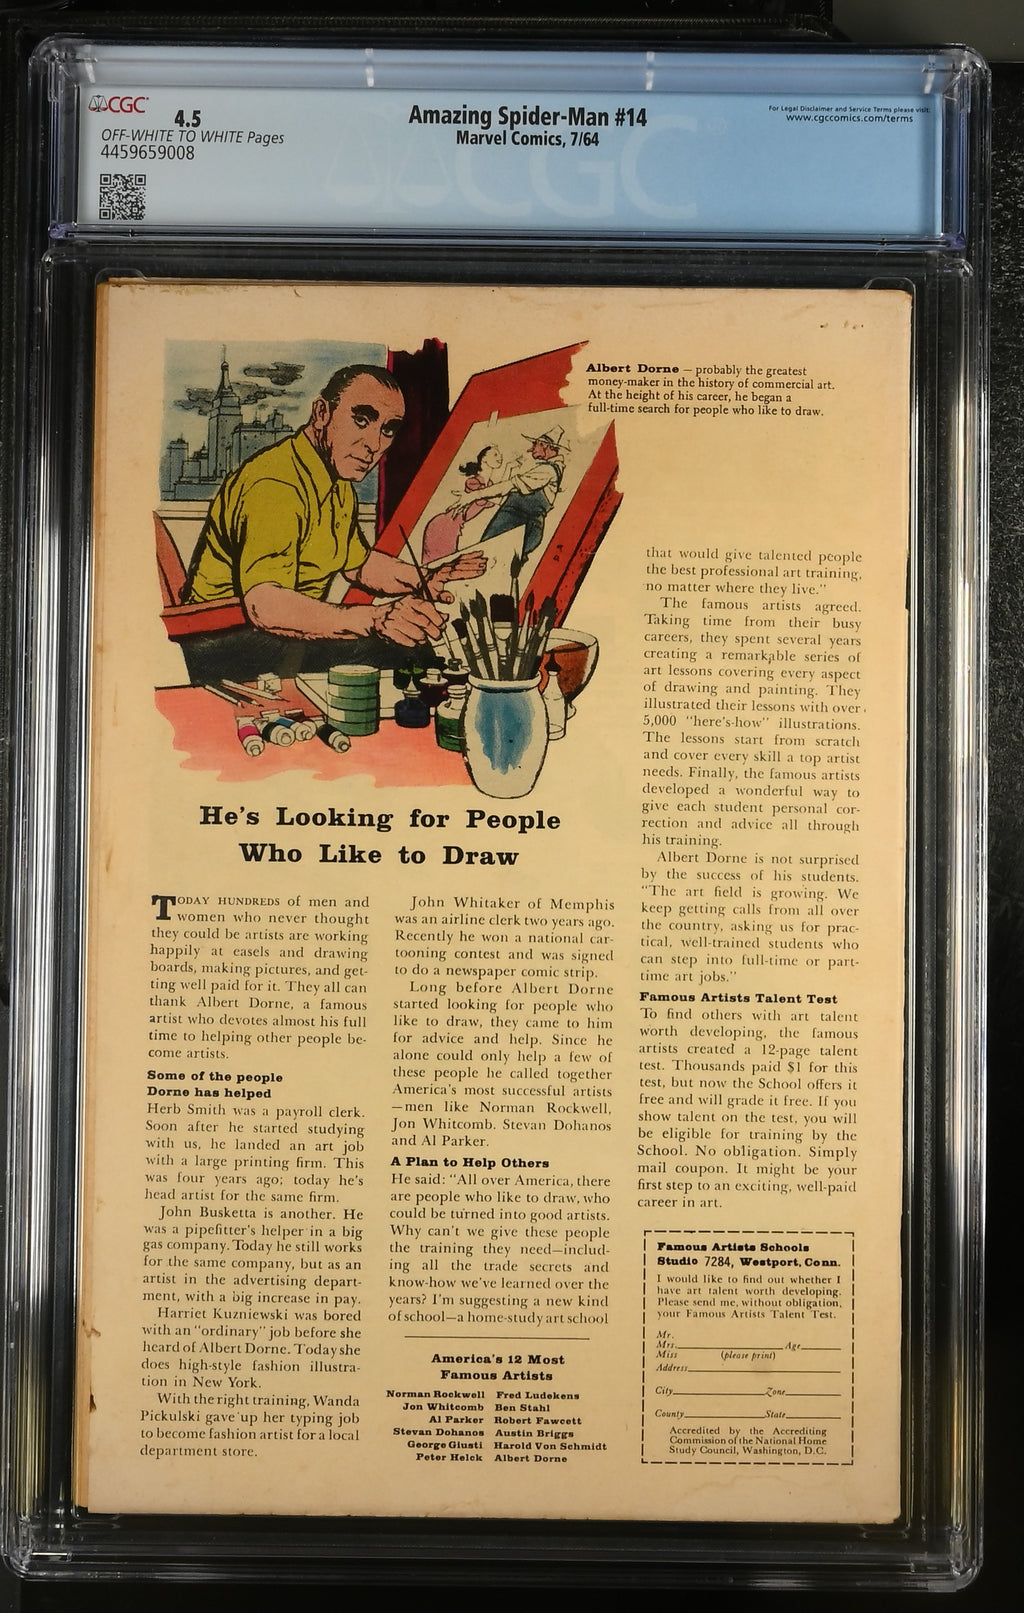 CGC
4.5
OFF-WHITE TO WHITE Pages
4459659008
Amazing Spider-Man #14
Marvel Comics, 7/64
For Legal Disclaimer and Service Terms please visit:
www.cgccomics.com/terms
CGC
Albert Dorne — probably the greatest
money-maker in the history of commercial art.
At the height of his career, he began a
full-time search for people who like to draw.
He's Looking for People
Who Like to Draw
TODAY HUNDREDS of men and
women who never thought
they could be artists are working
happily at easels and drawing
boards, making pictures, and get-
ting well paid for it. They all can
thank Albert Dorne, a famous
artist who devotes almost his full
time to helping other people be-
come artists.
Some of the people
Dorne has helped
Herb Smith was a payroll clerk.
Soon after he started studying
with us, he landed an art job
with a large printing firm. This
was four years ago; today he's
head artist for the same firm.
John Busketta is another. He
was a pipefitter's helper in a big
gas company. Today he still works
for the same company, but as an
artist in the advertising depart-
ment, with a big increase in pay.
Harriet Kuzniewski was bored
with an "ordinary" job before she
heard of Albert Dorne. Today she
does high-style fashion illustra-
tion in New York.
With the right training, Wanda
Pickulski gave up her typing job
to become fashion artist for a local
department store.
John Whitaker of Memphis
was an airline clerk two years ago.
Recently he won a national car-
tooning contest and was signed
to do a newspaper comic strip.
Long before Albert Dorne
started looking for people who
like to draw, they came to him
for advice and help. Since he
alone could only help a few of
these people he called together
America's most successful artists
—men like Norman Rockwell,
Jon Whitcomb. Stevan Dohanos
and Al Parker.
A Plan to Help Others
He said: "All over America, there
are people who like to draw, who
could be turned into good artists.
Why can't we give these people
the training they need—includ-
ing all the trade secrets and
know-how we've learned over the
years? I'm suggesting a new kind
of school—a home-study art school
America's 12 Most
Famous Artists
Norman Rockwell Fred Ludekens
Jon Whitcomb Ben Stahl
Al Parker Robert Fawcett
Stevan Dohanos Austin Briggs
George Giusti Harold Von Schmidt
Peter Helck Albert Dorne
that would give talented people
the best professional art training,
no matter where they live."
The famous artists agreed.
Taking time from their busy
careers, they spent several years
creating a remarkable series of
art lessons covering every aspect
of drawing and painting. They
illustrated their lessons with over
5,000 "here's-how" illustrations.
The lessons start from scratch
and cover every skill a top artist
needs. Finally, the famous artists
developed a wonderful way to
give each student personal cor-
rection and advice all through
his training.
Albert Dorne is not surprised
by the success of his students.
"The art field is growing. We
keep getting calls from all over
the country, asking us for prac-
tical, well-trained students who
can step into full-time or part-
time art jobs."
Famous Artists Talent Test
To find others with art talent
worth developing, the famous
artists created a 12-page talent
test. Thousands paid $1 for this
test, but now the School offers it
free and will grade it free. If you
show talent on the test, you will
be eligible for training by the
School. No obligation. Simply
mail coupon. It might be your
first step to an exciting, well-paid
career in art.
Famous Artists Schools
Studio 7284, Westport, Conn.
I would like to find out whether I
have art talent worth developing.
Please send me, without obligation,
your Famous Artists Talent Test.
Mr.
Mrs. Age
Miss (please print)
Address
City Zone
County State
Accredited by the Accrediting
Commission of the National Home
Study Council, Washington, D.C.